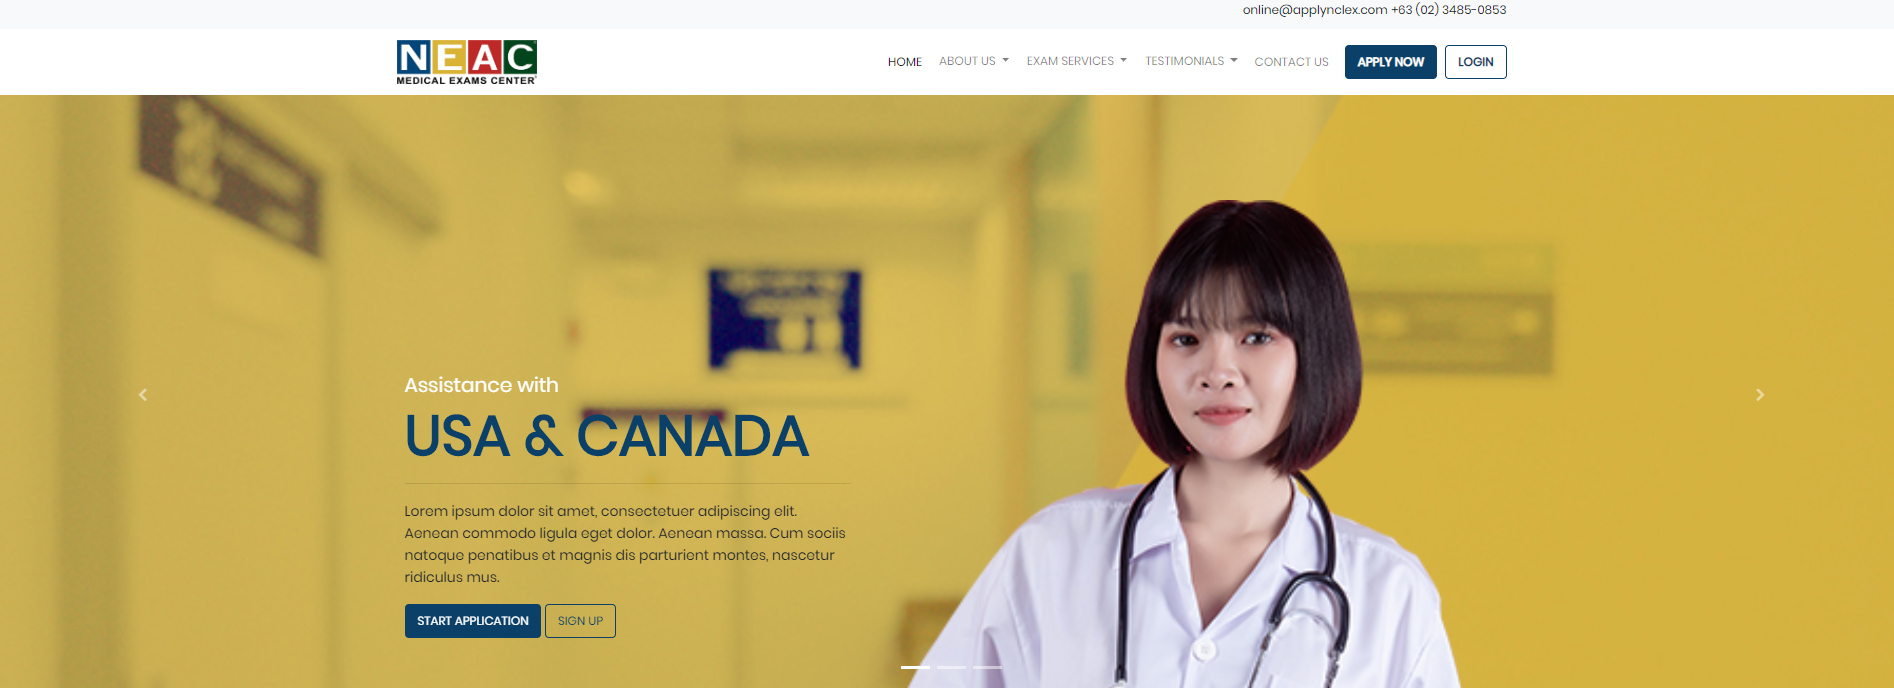 online@applynclex.com +63 (02) 3485-0853
NEAC
MEDICAL EXAMS CENTER
HOME
ABOUT US
EXAM SERVICES
TESTIMONIALS
CONTACT US
APPLY NOW
LOGIN
Assistance with
USA & CANADA
Lorem ipsum dolor sit amet, consectetuer adipiscing elit.
Aenean commodo ligula eget dolor. Aenean massa. Cum sociis
natoque penatibus et magnis dis parturient montes, nascetur
ridiculus mus.
START APPLICATION
SIGN UP